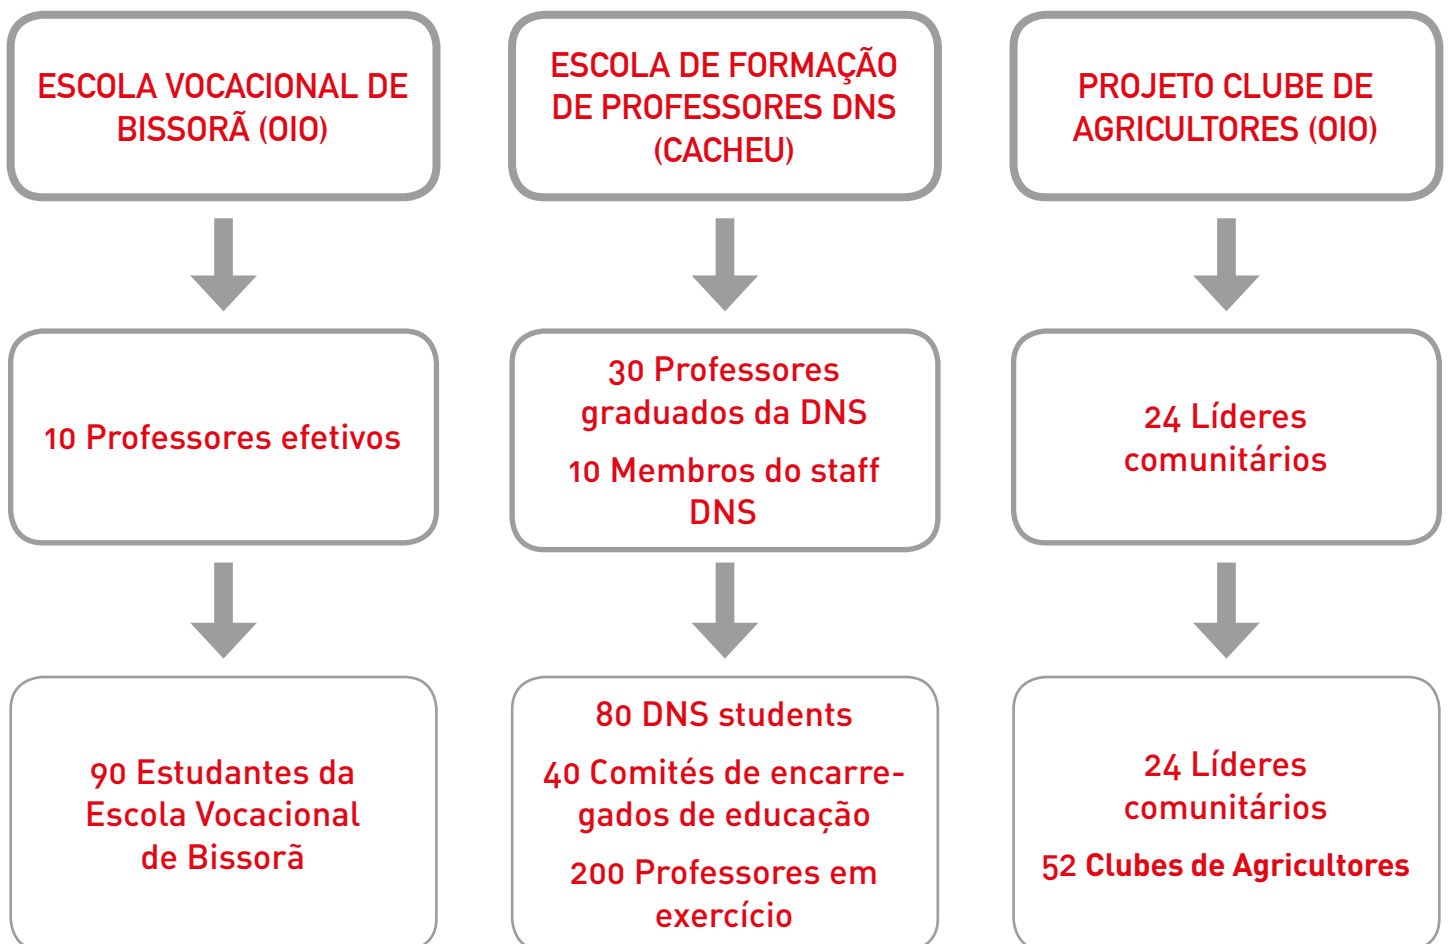 ESCOLA VOCACIONAL DE
BISSORÃ (OIO)
ESCOLA DE FORMAÇÃO
DE PROFESSORES DNS
(CACHEU)
PROJETO CLUBE DE
AGRICULTORES (OIO)
10 Professores efetivos
30 Professores
graduados da DNS
10 Membros do staff
DNS
24 Líderes
comunitários
90 Estudantes da
Escola Vocacional
de Bissorã
80 DNS students
40 Comités de encarre-
gados de educação
200 Professores em
exercício
24 Líderes
comunitários
52 Clubes de Agricultores